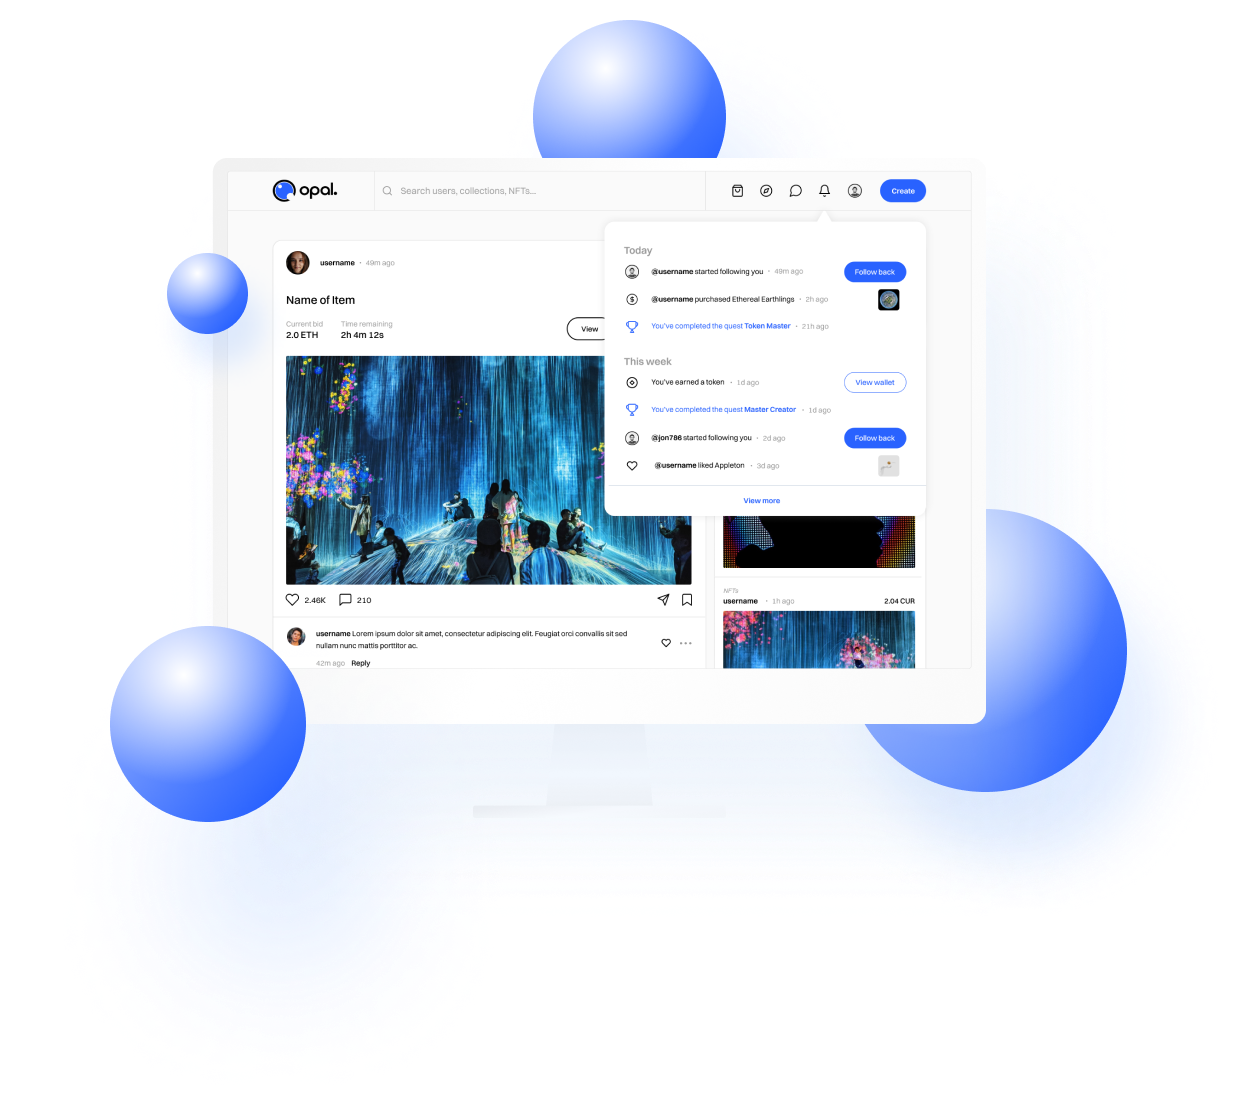 opal.
Search users, collections, NFTs...
Create
username • 49m ago
Name of Item
Current bid
2.0 ETH
Time remaining
2h 4m 12s
View
2.46K
210
username Lorem ipsum dolor sit amet, consectetur adipiscing elit. Feugiat orci convallis sit sed
nullam nunc mattis porttitor ac.
42m ago Reply
Today
@username started following you • 49m ago
Follow back
@username purchased Ethereal Earthlings • 2h ago
You've completed the quest Token Master • 21h ago
This week
You've earned a token • 1d ago
View wallet
You've completed the quest Master Creator • 1d ago
@jon786 started following you • 2d ago
Follow back
@username liked Appleton • 3d ago
View more
NFTs
username • 1h ago
2.04 CUR